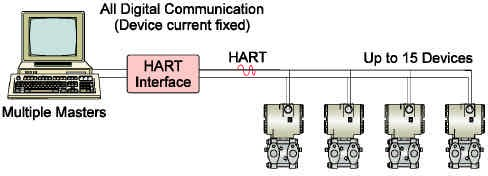 All Digital Communication
(Device current fixed)
HART
Interface
HART
Up to 15 Devices
Multiple Masters